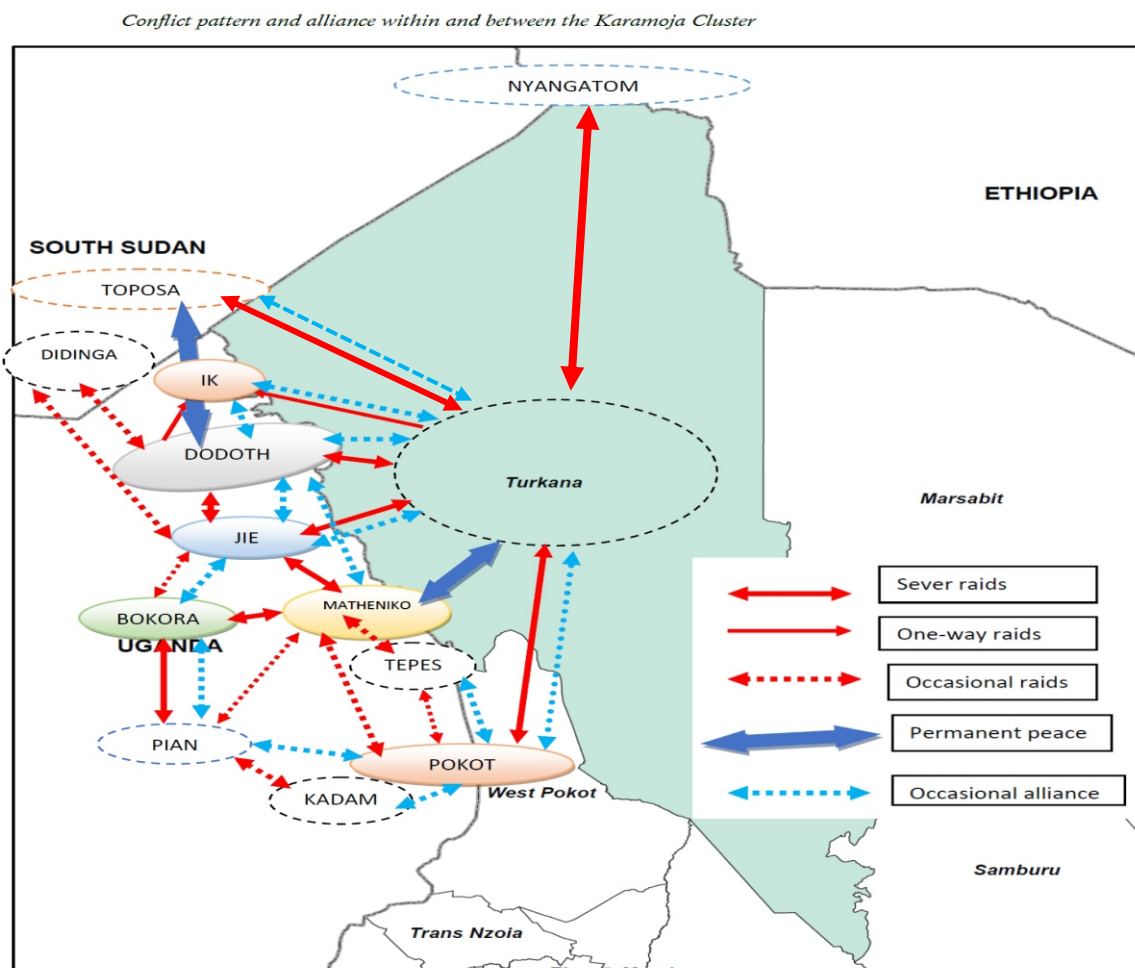 Conflict pattern and alliance within and between the Karamoja Cluster
NYANGATOM
ETHIOPIA
SOUTH SUDAN
TOPOSA
DIDINGA
IK
DODOTH
Turkana
Marsabit
JIE
MATHENIKO
BOKORA
UGANDA
TEPES
PIAN
POKOT
KADAM
West Pokot
Sever raids
One-way raids
Occasional raids
Permanent peace
Occasional alliance
Samburu
Trans Nzoia